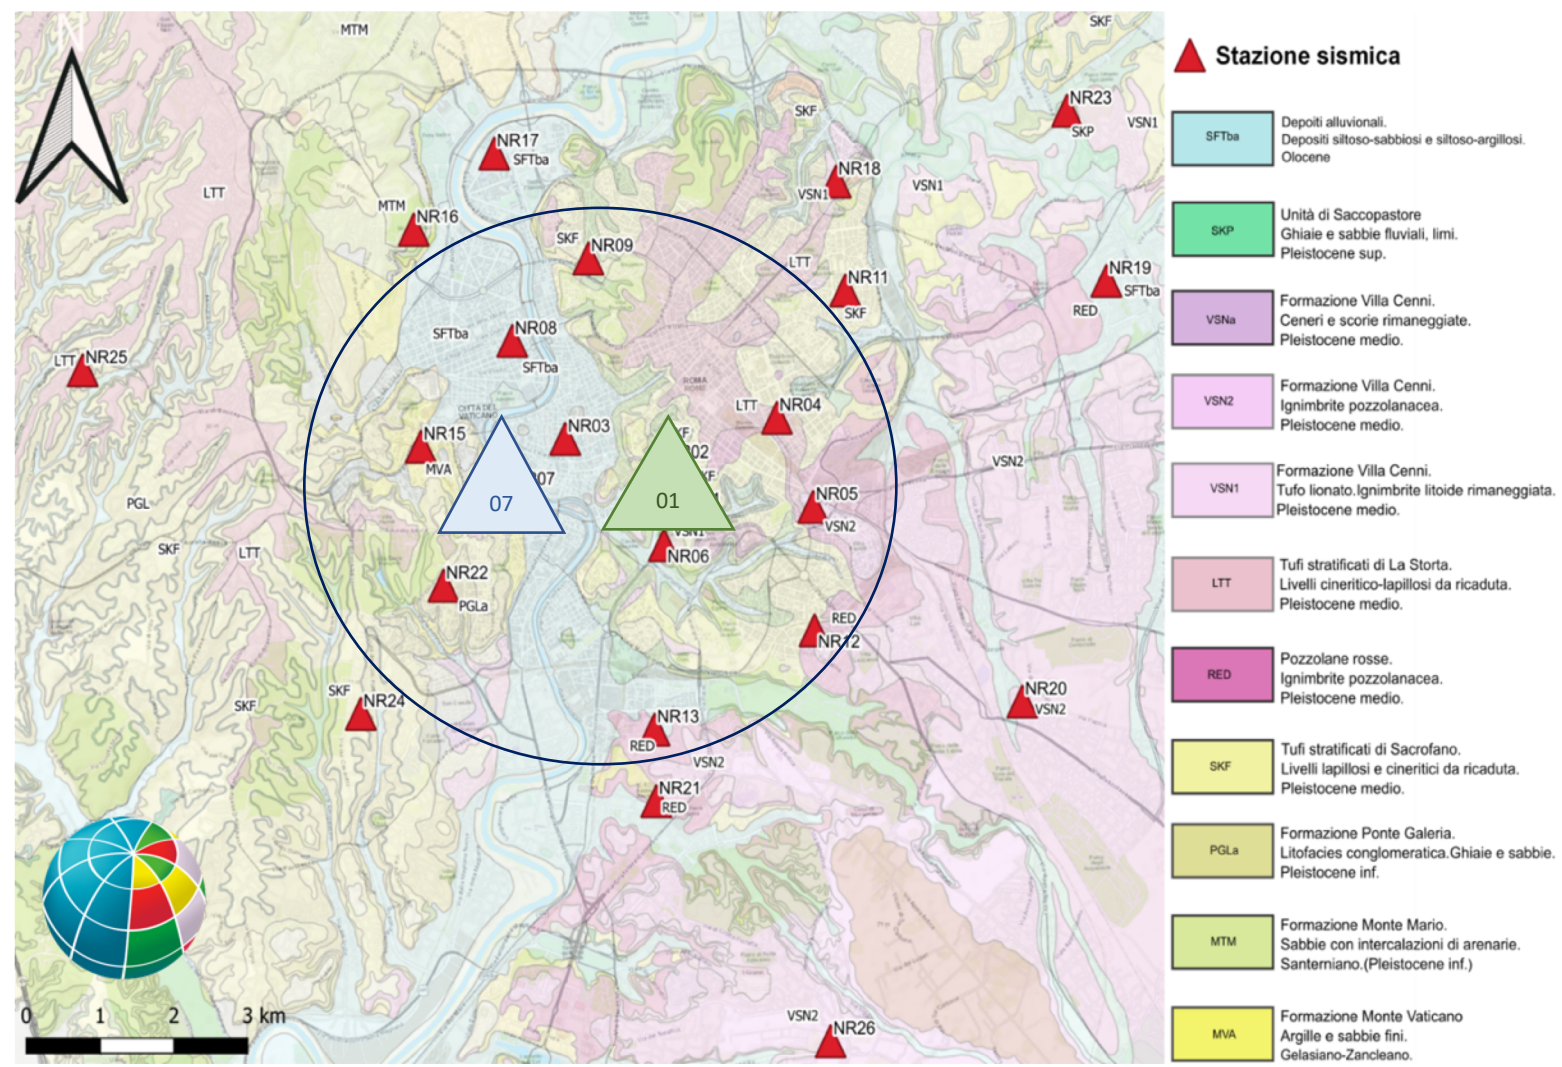 N
MTM
SKF
NR17
SFTba
SKF
NR23
SKP
VSN1
LTT
MTM
NR16
NR18
VSN1
VSN1
SKF
NR09
LTT
NR11
SKF
NR19
SFTba
RED
SFTba
NR08
SFTba
LTT
NR25
ROMA
CITTÀ DEL
VATICANO
LTT
NR04
NR15
MVA
NR03
07
01
VSN2
PGL
SKF
LTT
NR05
VSN2
VSN1
NR06
NR22
PGLa
RED
NR12
SKF
NR24
SKF
NR13
RED
VSN2
NR20
VSN2
NR21
RED
VSN2
NR26
0 1 2 3 km
Stazione sismica
SFTba
Depoiti alluvionali.
Depositi siltoso-sabbiosi e siltoso-argillosi.
Olocene
SKP
Unità di Saccopastore
Ghiaie e sabbie fluviali, limi.
Pleistocene sup.
VSNa
Formazione Villa Cenni.
Ceneri e scorie rimaneggiate.
Pleistocene medio.
VSN2
Formazione Villa Cenni.
Ignimbrite pozzolanacea.
Pleistocene medio.
VSN1
Formazione Villa Cenni.
Tufo lionato.Ignimbrite litoide rimaneggiata.
Pleistocene medio.
LTT
Tufi stratificati di La Storta.
Livelli cineritico-lapillosi da ricaduta.
Pleistocene medio.
RED
Pozzolane rosse.
Ignimbrite pozzolanacea.
Pleistocene medio.
SKF
Tufi stratificati di Sacrofano.
Livelli lapillosi e cineritici da ricaduta.
Pleistocene medio.
PGLa
Formazione Ponte Galeria.
Litofacies conglomeratica.Ghiaie e sabbie.
Pleistocene inf.
MTM
Formazione Monte Mario.
Sabbie con intercalazioni di arenarie.
Santerniano.(Pleistocene inf.)
MVA
Formazione Monte Vaticano
Argille e sabbie fini.
Gelasiano-Zancleano.